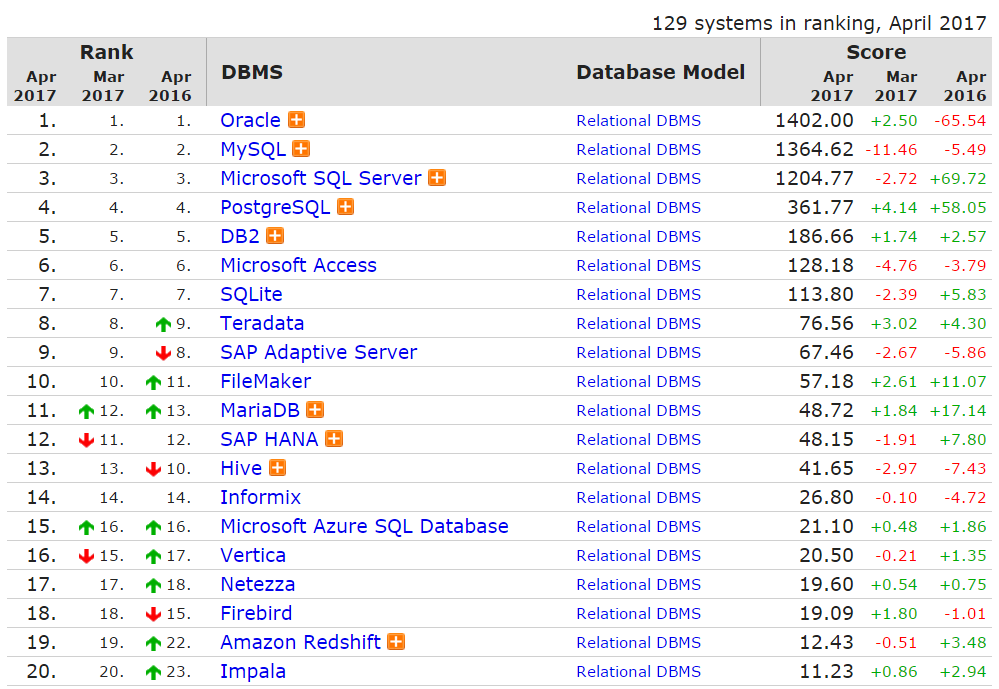 129 systems in ranking, April 2017
Rank Score
DBMS Database Model
Apr Mar Apr Apr Mar Apr
2017 2017 2016 2017 2017 2016
1. 1. 1. Oracle Relational DBMS 1402.00 +2.50 -65.54
2. 2. 2. MySQL Relational DBMS 1364.62 -11.46 -5.49
3. 3. 3. Microsoft SQL Server Relational DBMS 1204.77 -2.72 +69.72
4. 4. 4. PostgreSQL Relational DBMS 361.77 +4.14 +58.05
5. 5. 5. DB2 Relational DBMS 186.66 +1.74 +2.57
6. 6. 6. Microsoft Access Relational DBMS 128.18 -4.76 -3.79
7. 7. 7. SQLite Relational DBMS 113.80 -2.39 +5.83
8. 8. 9. Teradata Relational DBMS 76.56 +3.02 +4.30
9. 9. 8. SAP Adaptive Server Relational DBMS 67.46 -2.67 -5.86
10. 10. 11. FileMaker Relational DBMS 57.18 +2.61 +11.07
11. 12. 13. MariaDB Relational DBMS 48.72 +1.84 +17.14
12. 11. 12. SAP HANA Relational DBMS 48.15 -1.91 +7.80
13. 13. 10. Hive Relational DBMS 41.65 -2.97 -7.43
14. 14. 14. Informix Relational DBMS 26.80 -0.10 -4.72
15. 16. 16. Microsoft Azure SQL Database Relational DBMS 21.10 +0.48 +1.86
16. 15. 17. Vertica Relational DBMS 20.50 -0.21 +1.35
17. 17. 18. Netezza Relational DBMS 19.60 +0.54 +0.75
18. 18. 15. Firebird Relational DBMS 19.09 +1.80 -1.01
19. 19. 22. Amazon Redshift Relational DBMS 12.43 -0.51 +3.48
20. 20. 23. Impala Relational DBMS 11.23 +0.86 +2.94